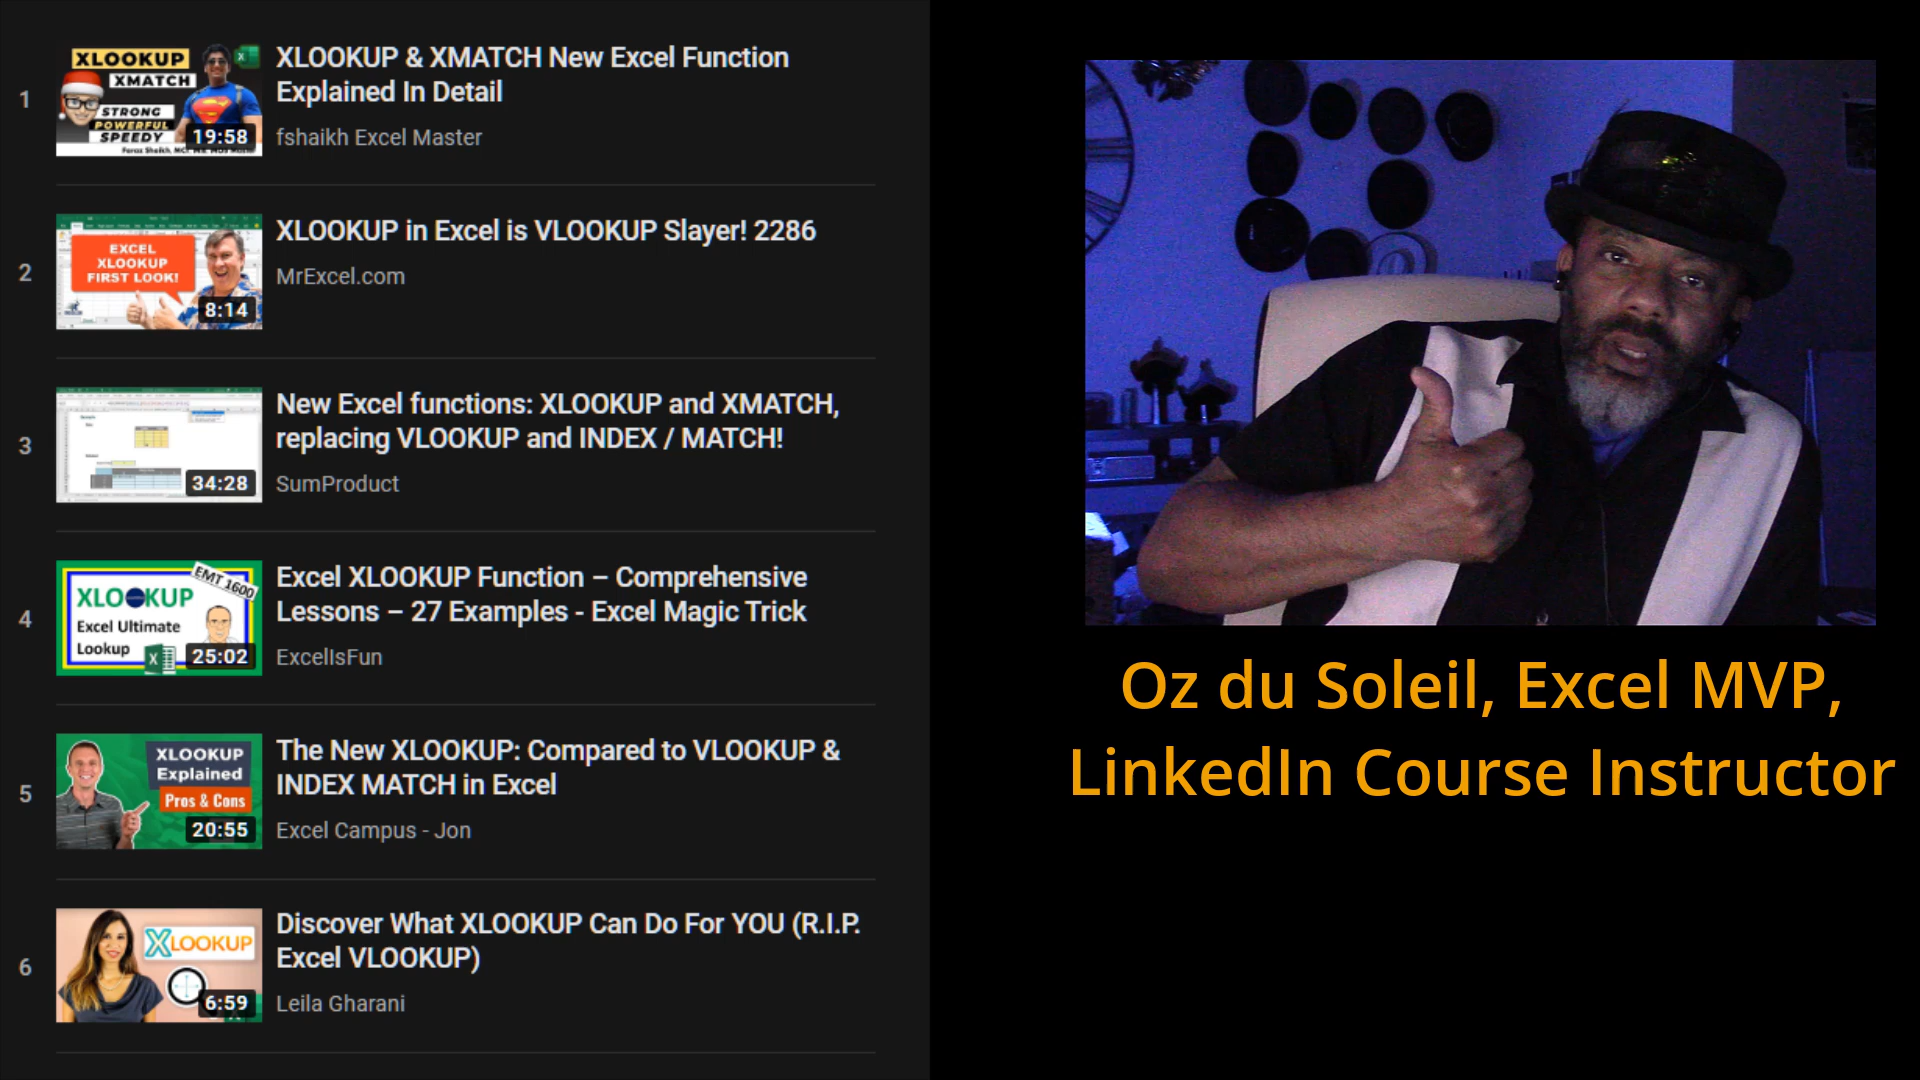 1
XLOOKUP
XMATCH
STRONG
POWERFUL
SPEEDY
19:58
XLOOKUP & XMATCH New Excel Function
Explained In Detail
fshaikh Excel Master
2
EXCEL
XLOOKUP
FIRST LOOK!
8:14
XLOOKUP in Excel is VLOOKUP Slayer! 2286
MrExcel.com
3
34:28
New Excel functions: XLOOKUP and XMATCH,
replacing VLOOKUP and INDEX / MATCH!
SumProduct
4
EMT 1600
XLOOKUP
Excel Ultimate
Lookup
X
25:02
Excel XLOOKUP Function – Comprehensive
Lessons – 27 Examples - Excel Magic Trick
ExcelIsFun
5
XLOOKUP
Explained
Pros & Cons
20:55
The New XLOOKUP: Compared to VLOOKUP &
INDEX MATCH in Excel
Excel Campus - Jon
6
XLOOKUP
6:59
Discover What XLOOKUP Can Do For YOU (R.I.P.
Excel VLOOKUP)
Leila Gharani
Oz du Soleil, Excel MVP,
LinkedIn Course Instructor